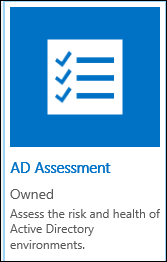 AD Assessment
Owned
Assess the risk and health of
Active Directory
environments.